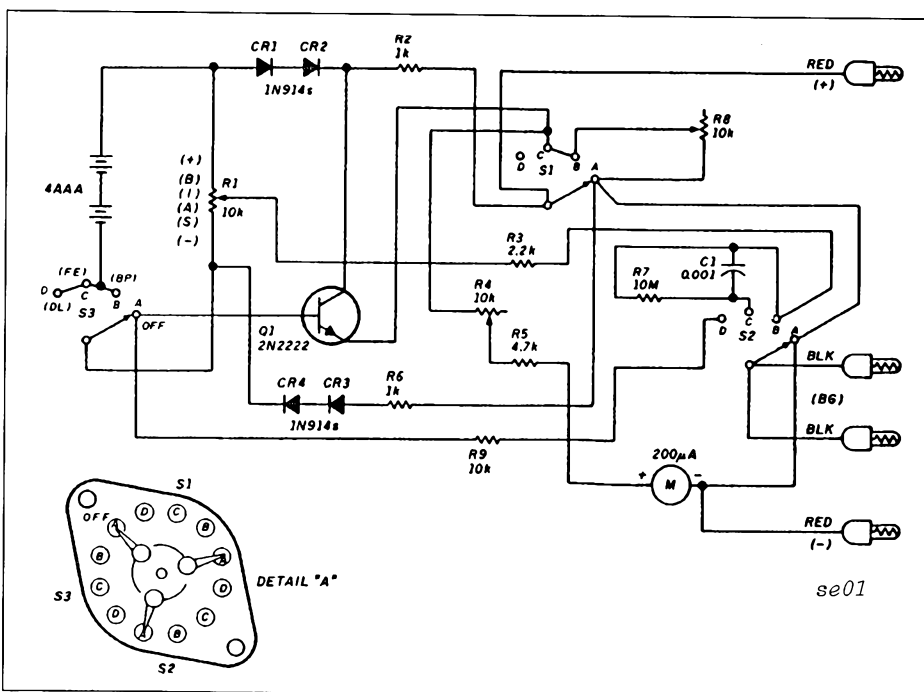 CR1 CR2
1N914s
R2
1k
RED
(+)
R8
10k
D
C
B
S1
A
4AAA
(+)
(B)
(I)
(A)
(S)
(-)
R1
10k
R3
2.2k
C1
0.001
R7
10M
R4
10k
(FE)
(BP)
D
C
B
(DL)
S3
A
OFF
Q1
2N2222
R5
4.7k
D
C
S2
B
A
BLK
(BG)
BLK
CR4 CR3
1N914s
R6
1k
R9
10k
200µA
+ M -
RED
(-)
S1
OFF
A D C B
A
D
C
B
A
D
C
B
S3
S2
DETAIL "A"
se01